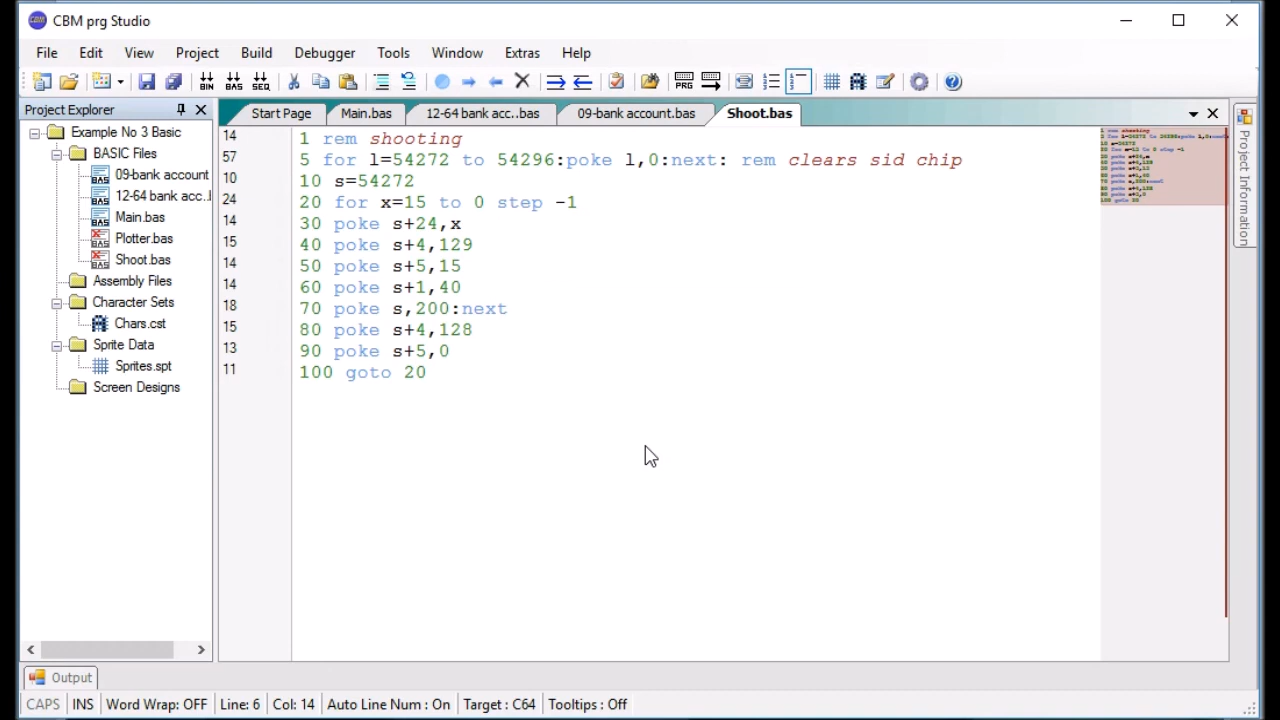 CBM prg Studio
File Edit View Project Build Debugger Tools Window Extras Help
Project Explorer
Example No 3 Basic
BASIC Files
09-bank account
12-64 bank acc..l
Main.bas
Plotter.bas
Shoot.bas
Assembly Files
Character Sets
Chars.cst
Sprite Data
Sprites.spt
Screen Designs
Start Page Main.bas 12-64 bank acc..bas 09-bank account.bas Shoot.bas
14 1 rem shooting
57 5 for l=54272 to 54296:poke l,0:next: rem clears sid chip
10 10 s=54272
24 20 for x=15 to 0 step -1
14 30 poke s+24,x
15 40 poke s+4,129
14 50 poke s+5,15
14 60 poke s+1,40
18 70 poke s,200:next
15 80 poke s+4,128
13 90 poke s+5,0
11 100 goto 20
Project Information
Output
CAPS INS Word Wrap: OFF Line: 6 Col: 14 Auto Line Num : On Target : C64 Tooltips : Off